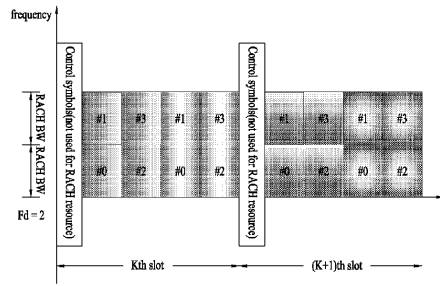 frequency
Control symbols(not used for RACH resource)
Control symbols(not used for RACH resource)
RACH BW
RACH BW
#1 #3 #1 #3
#1 #3 #1 #3
#0 #2 #0 #2
#0 #2 #0 #2
Fd = 2
Kth slot
(K+1)th slot